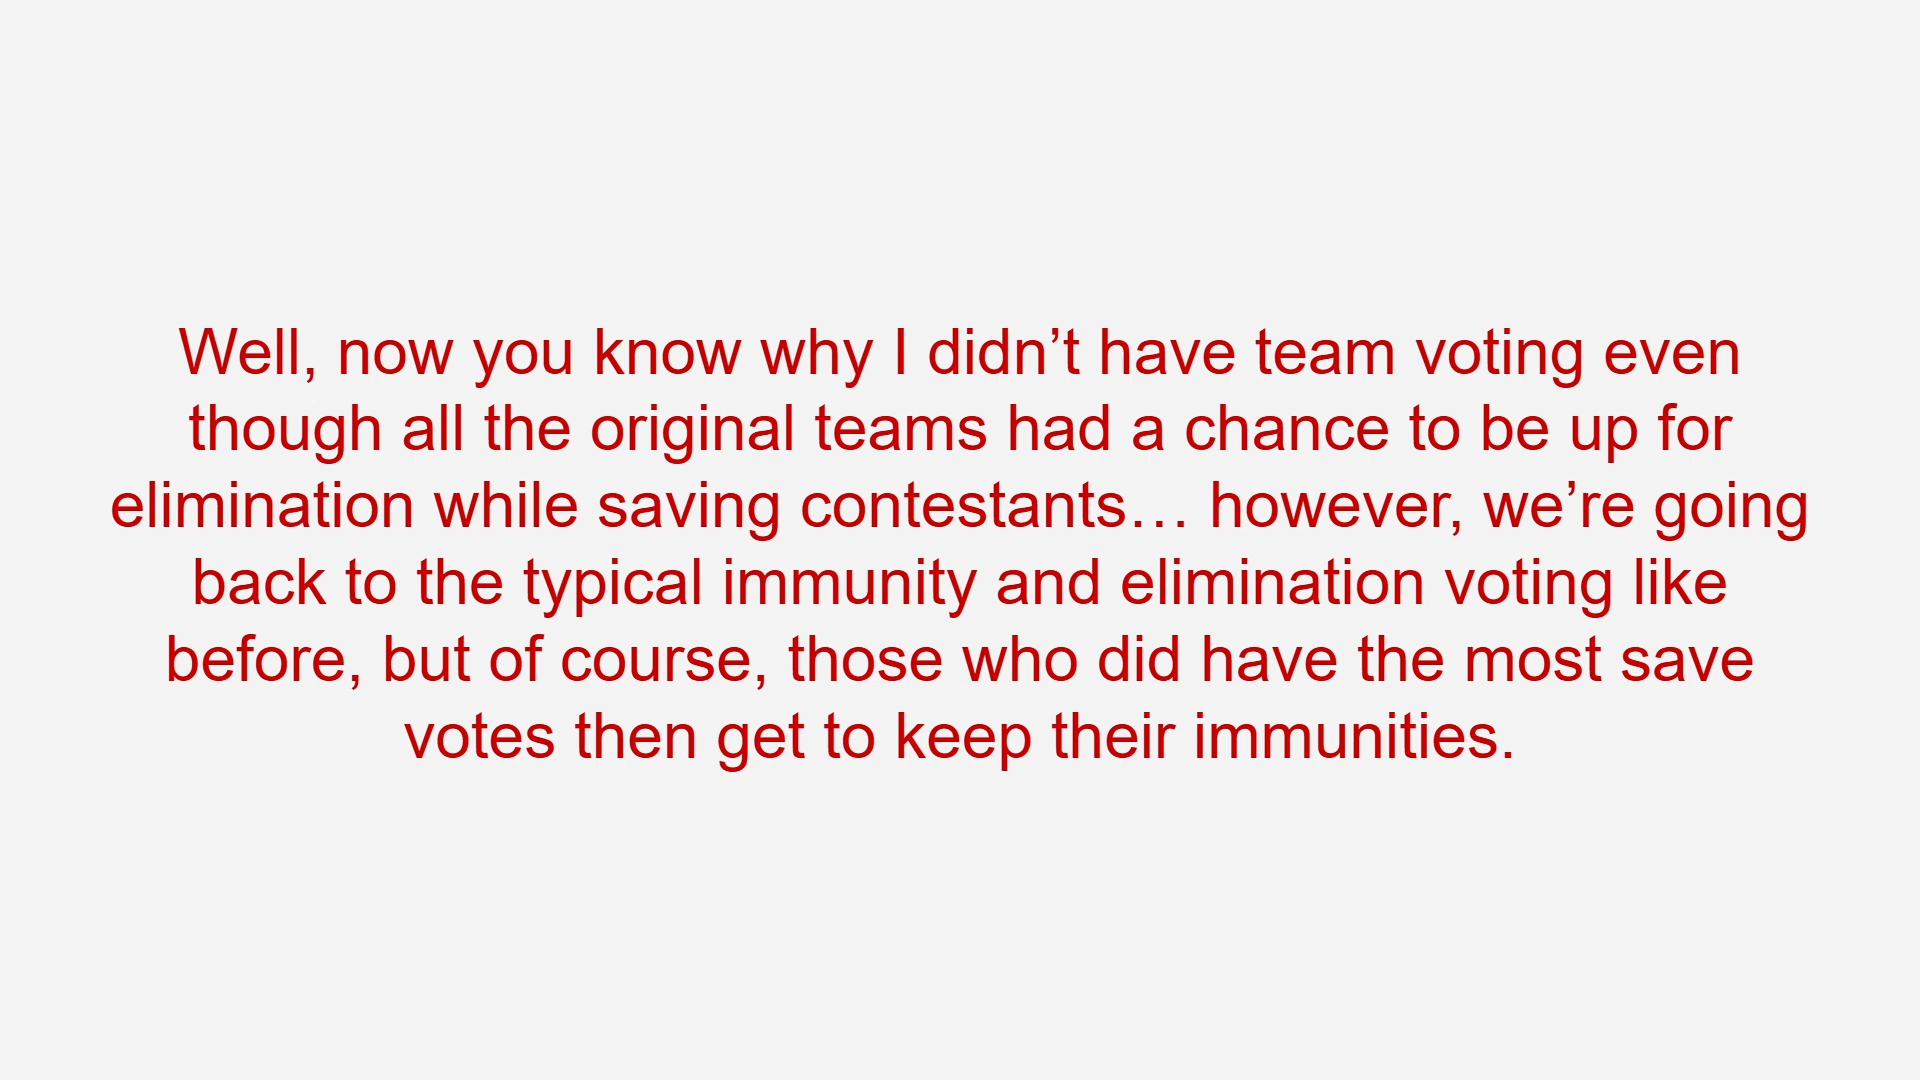 Well, now you know why I didn’t have team voting even
though all the original teams had a chance to be up for
elimination while saving contestants… however, we’re going
back to the typical immunity and elimination voting like
before, but of course, those who did have the most save
votes then get to keep their immunities.